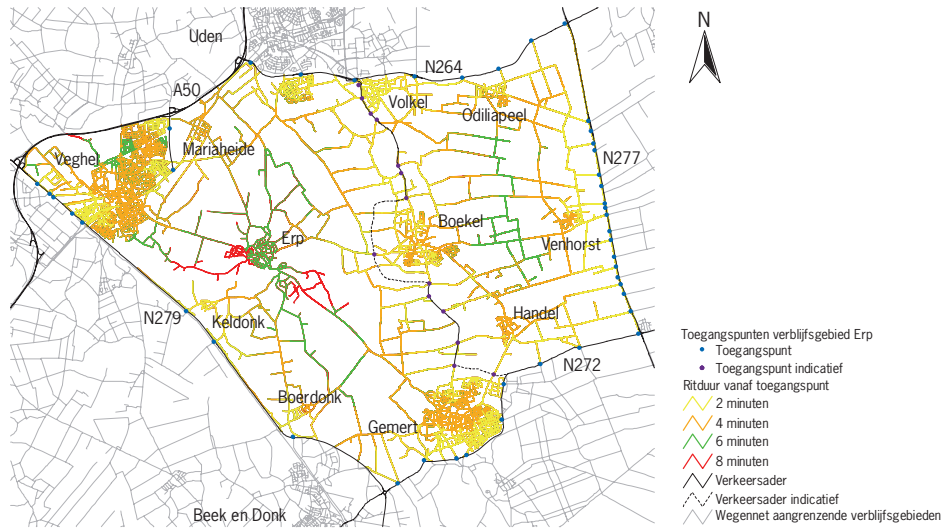 Uden
N
N264
A50
Volkel
Odiliapeel
Mariaheide
Veghel
N277
Boekel
Erp
Venhorst
Handel
N279
Keldonk
N272
Boerdonk
Gemert
Beek en Donk
Toegangspunten verblijfsgebied Erp
Toegangspunt
Toegangspunt indicatief
Ritduur vanaf toegangspunt
2 minuten
4 minuten
6 minuten
8 minuten
Verkeersader
Verkeersader indicatief
Wegennet aangrenzende verblijfsgebieden